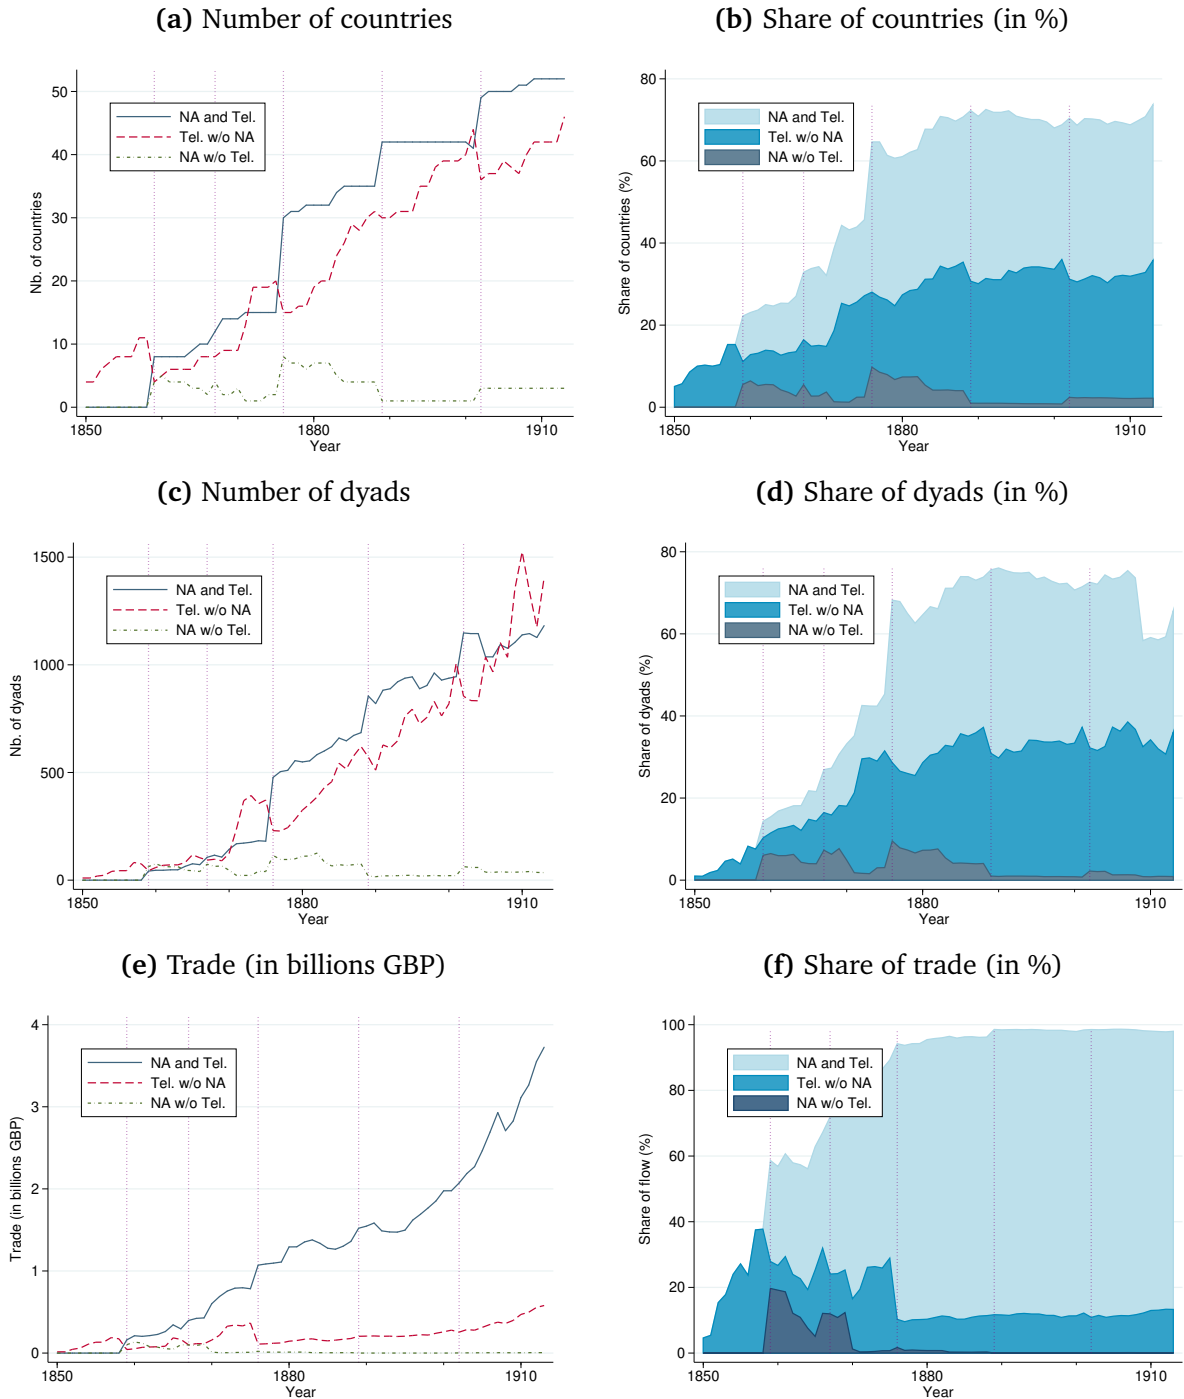 (a) Number of countries
Nb. of countries
50
40
30
20
10
0
NA and Tel.
Tel. w/o NA
NA w/o Tel.
1850
1880
1910
Year
(b) Share of countries (in %)
Share of countries (%)
80
60
40
20
0
NA and Tel.
Tel. w/o NA
NA w/o Tel.
1850
1880
1910
Year
(c) Number of dyads
Nb. of dyads
1500
1000
500
0
NA and Tel.
Tel. w/o NA
NA w/o Tel.
1850
1880
1910
Year
(d) Share of dyads (in %)
Share of dyads (%)
80
60
40
20
0
NA and Tel.
Tel. w/o NA
NA w/o Tel.
1850
1880
1910
Year
(e) Trade (in billions GBP)
Trade (in billions GBP)
4
3
2
1
0
NA and Tel.
Tel. w/o NA
NA w/o Tel.
1850
1880
1910
Year
(f) Share of trade (in %)
Share of flow (%)
100
80
60
40
20
0
NA and Tel.
Tel. w/o NA
NA w/o Tel.
1850
1880
1910
Year